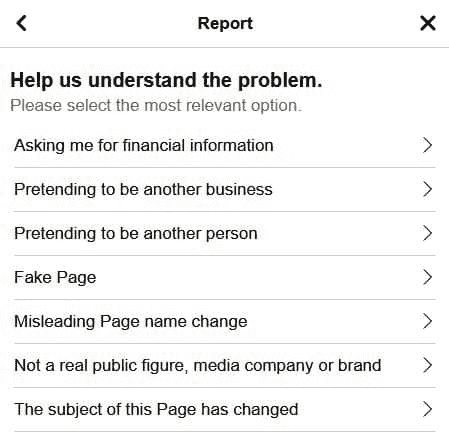 Report
Help us understand the problem.
Please select the most relevant option.
Asking me for financial information
Pretending to be another business
Pretending to be another person
Fake Page
Misleading Page name change
Not a real public figure, media company or brand
The subject of this Page has changed